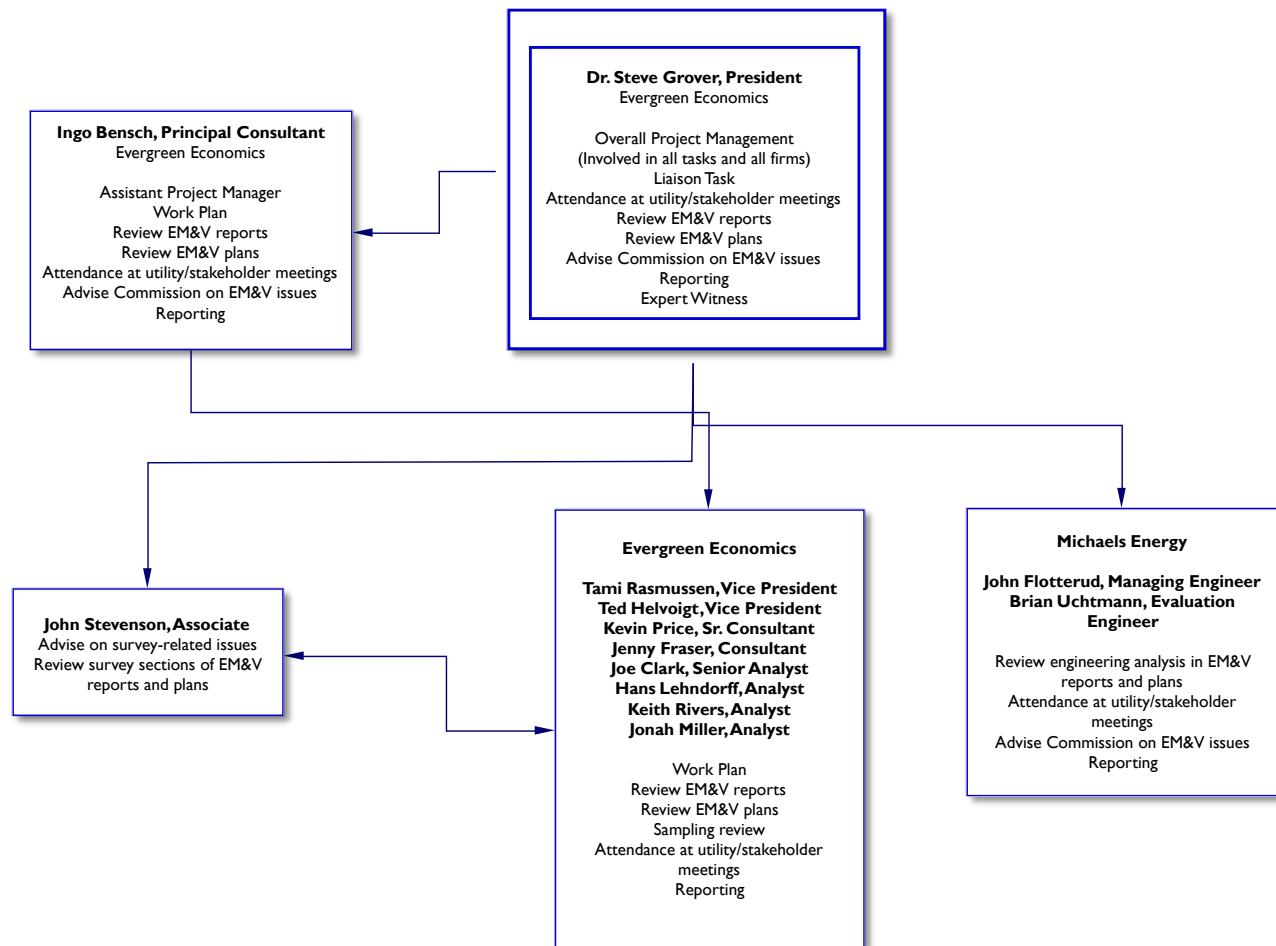 Dr. Steve Grover, President
Evergreen Economics
Overall Project Management
(Involved in all tasks and all firms)
Liaison Task
Attendance at utility/stakeholder meetings
Review EM&V reports
Review EM&V plans
Advise Commission on EM&V issues
Reporting
Expert Witness
Ingo Bensch, Principal Consultant
Evergreen Economics
Assistant Project Manager
Work Plan
Review EM&V reports
Review EM&V plans
Attendance at utility/stakeholder meetings
Advise Commission on EM&V issues
Reporting
John Stevenson, Associate
Advise on survey-related issues
Review survey sections of EM&V
reports and plans
Evergreen Economics
Tami Rasmussen, Vice President
Ted Helvoigt, Vice President
Kevin Price, Sr. Consultant
Jenny Fraser, Consultant
Joe Clark, Senior Analyst
Hans Lehndorff, Analyst
Keith Rivers, Analyst
Jonah Miller, Analyst
Work Plan
Review EM&V reports
Review EM&V plans
Sampling review
Attendance at utility/stakeholder
meetings
Reporting
Michaels Energy
John Flotterud, Managing Engineer
Brian Uchtmann, Evaluation
Engineer
Review engineering analysis in EM&V
reports and plans
Attendance at utility/stakeholder
meetings
Advise Commission on EM&V issues
Reporting